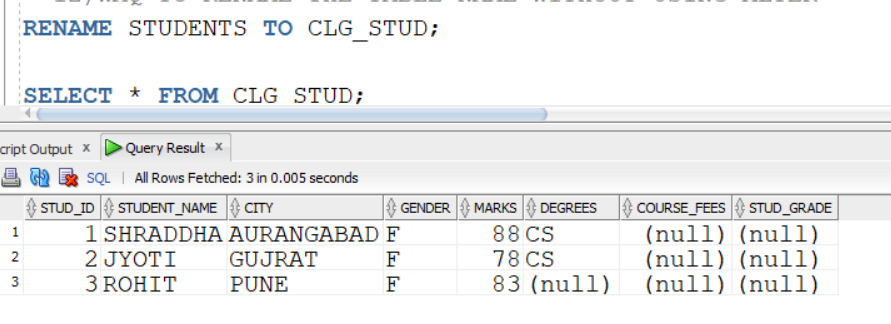 RENAME STUDENTS TO CLG_STUD;
SELECT * FROM CLG STUD;
cript Output x Query Result x
SQL | All Rows Fetched: 3 in 0.005 seconds
STUD_ID STUDENT_NAME CITY GENDER MARKS DEGREES COURSE_FEES STUD_GRADE
1 1 SHRADDHA AURANGABAD F 88 CS (null) (null)
2 2 JYOTI GUJRAT F 78 CS (null) (null)
3 3 ROHIT PUNE F 83 (null) (null) (null)